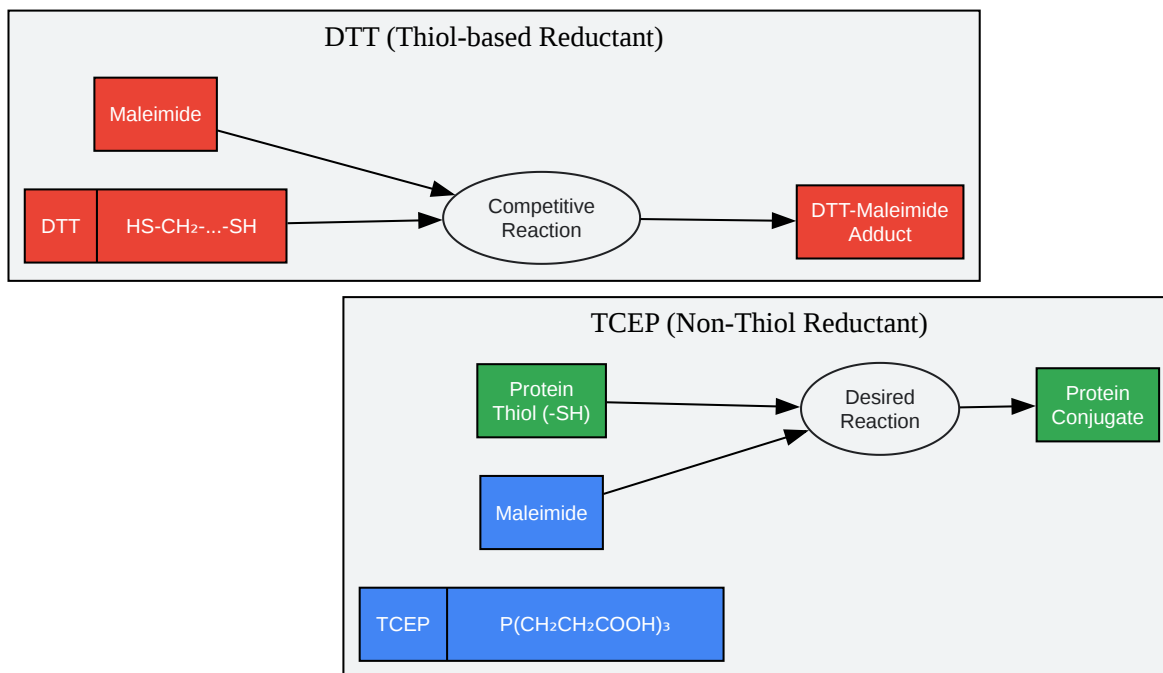 DTT (Thiol-based Reductant)
Maleimide
DTT
HS-CH₂-...-SH
Competitive
Reaction
DTT-Maleimide
Adduct
TCEP (Non-Thiol Reductant)
Protein
Thiol (-SH)
Desired
Reaction
Protein
Conjugate
Maleimide
TCEP
P(CH₂CH₂COOH)₃